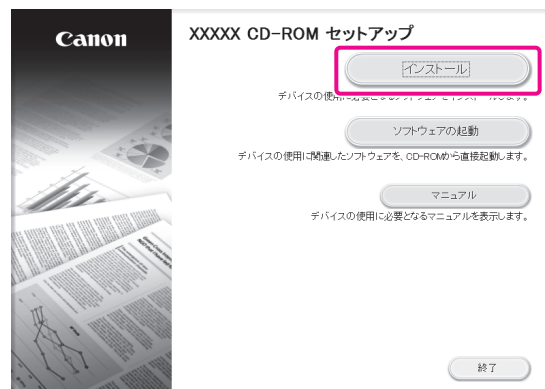 Canon
XXXXX CD-ROM セットアップ
インストール
デバイスの使用に必要となるソフトウェアをインストールします。
ソフトウェアの起動
デバイスの使用に関連したソフトウェアを、CD-ROMから直接起動します。
マニュアル
デバイスの使用に必要となるマニュアルを表示します。
終了